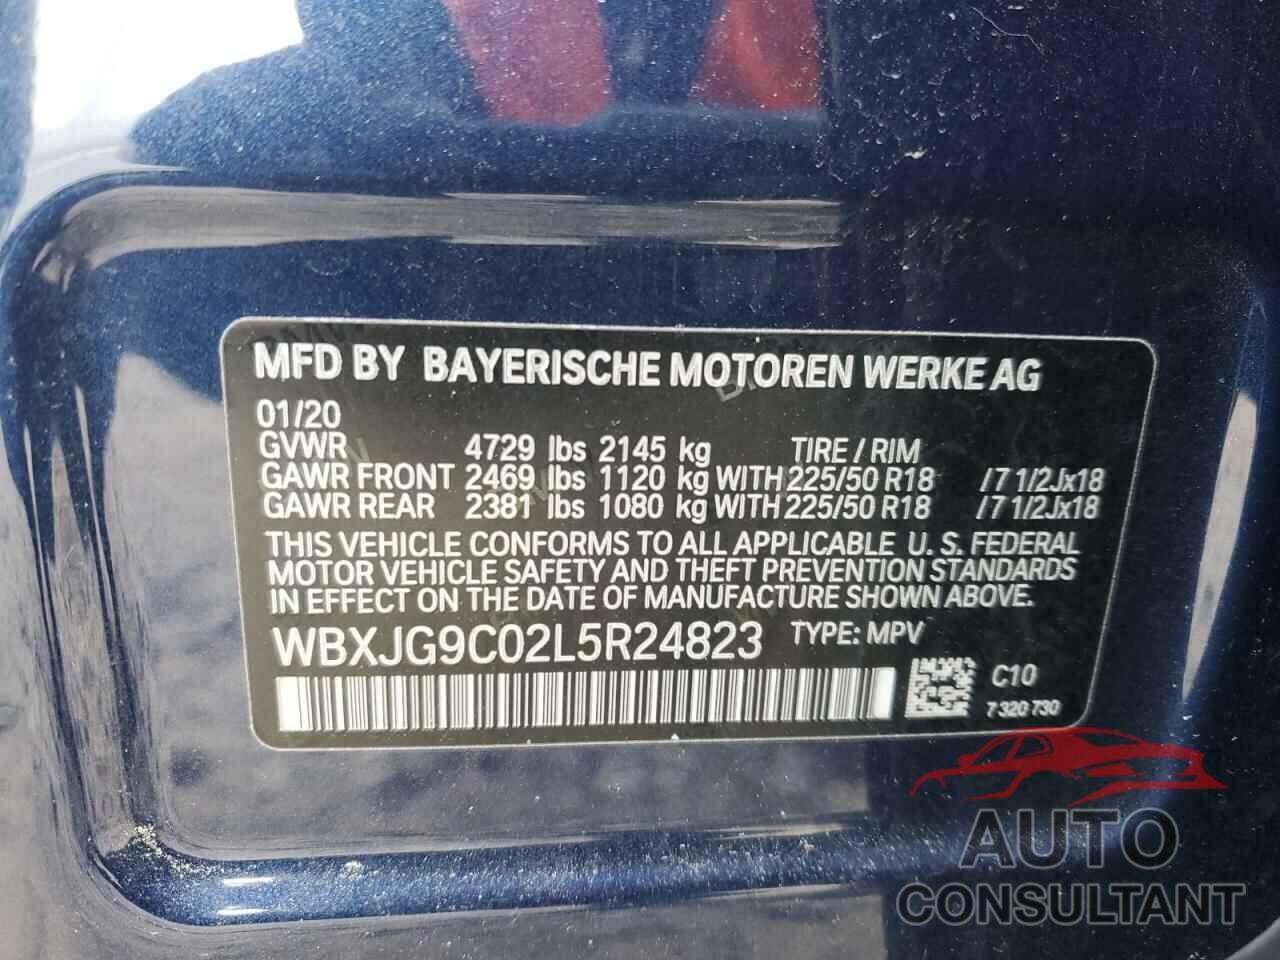 MFD BY BAYERISCHE MOTOREN WERKE AG
01/20
GVWR 4729 lbs 2145 kg TIRE / RIM
GAWR FRONT 2469 lbs 1120 kg WITH 225/50 R18 /7 1/2Jx18
GAWR REAR 2381 lbs 1080 kg WITH 225/50 R18 /7 1/2Jx18
THIS VEHICLE CONFORMS TO ALL APPLICABLE U. S. FEDERAL
MOTOR VEHICLE SAFETY AND THEFT PREVENTION STANDARDS
IN EFFECT ON THE DATE OF MANUFACTURE SHOWN ABOVE.
WBXJG9C02L5R24823 TYPE: MPV
C10
7 320 730
AUTO
CONSULTANT